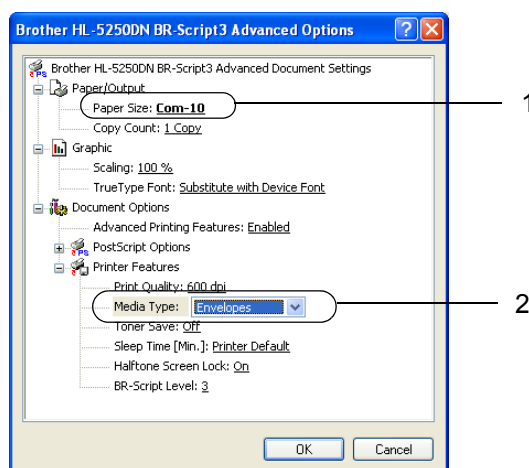 Brother HL-5250DN BR-Script3 Advanced Options
Brother HL-5250DN BR-Script3 Advanced Document Settings
Paper/Output
Paper Size: Com-10
1
Copy Count: 1 Copy
Graphic
Scaling: 100 %
TrueType Font: Substitute with Device Font
Document Options
Advanced Printing Features: Enabled
PostScript Options
Printer Features
Print Quality: 600 dpi
Media Type: Envelopes
2
Toner Save: Off
Sleep Time [Min.]: Printer Default
Halftone Screen Lock: On
BR-Script Level: 3
OK Cancel